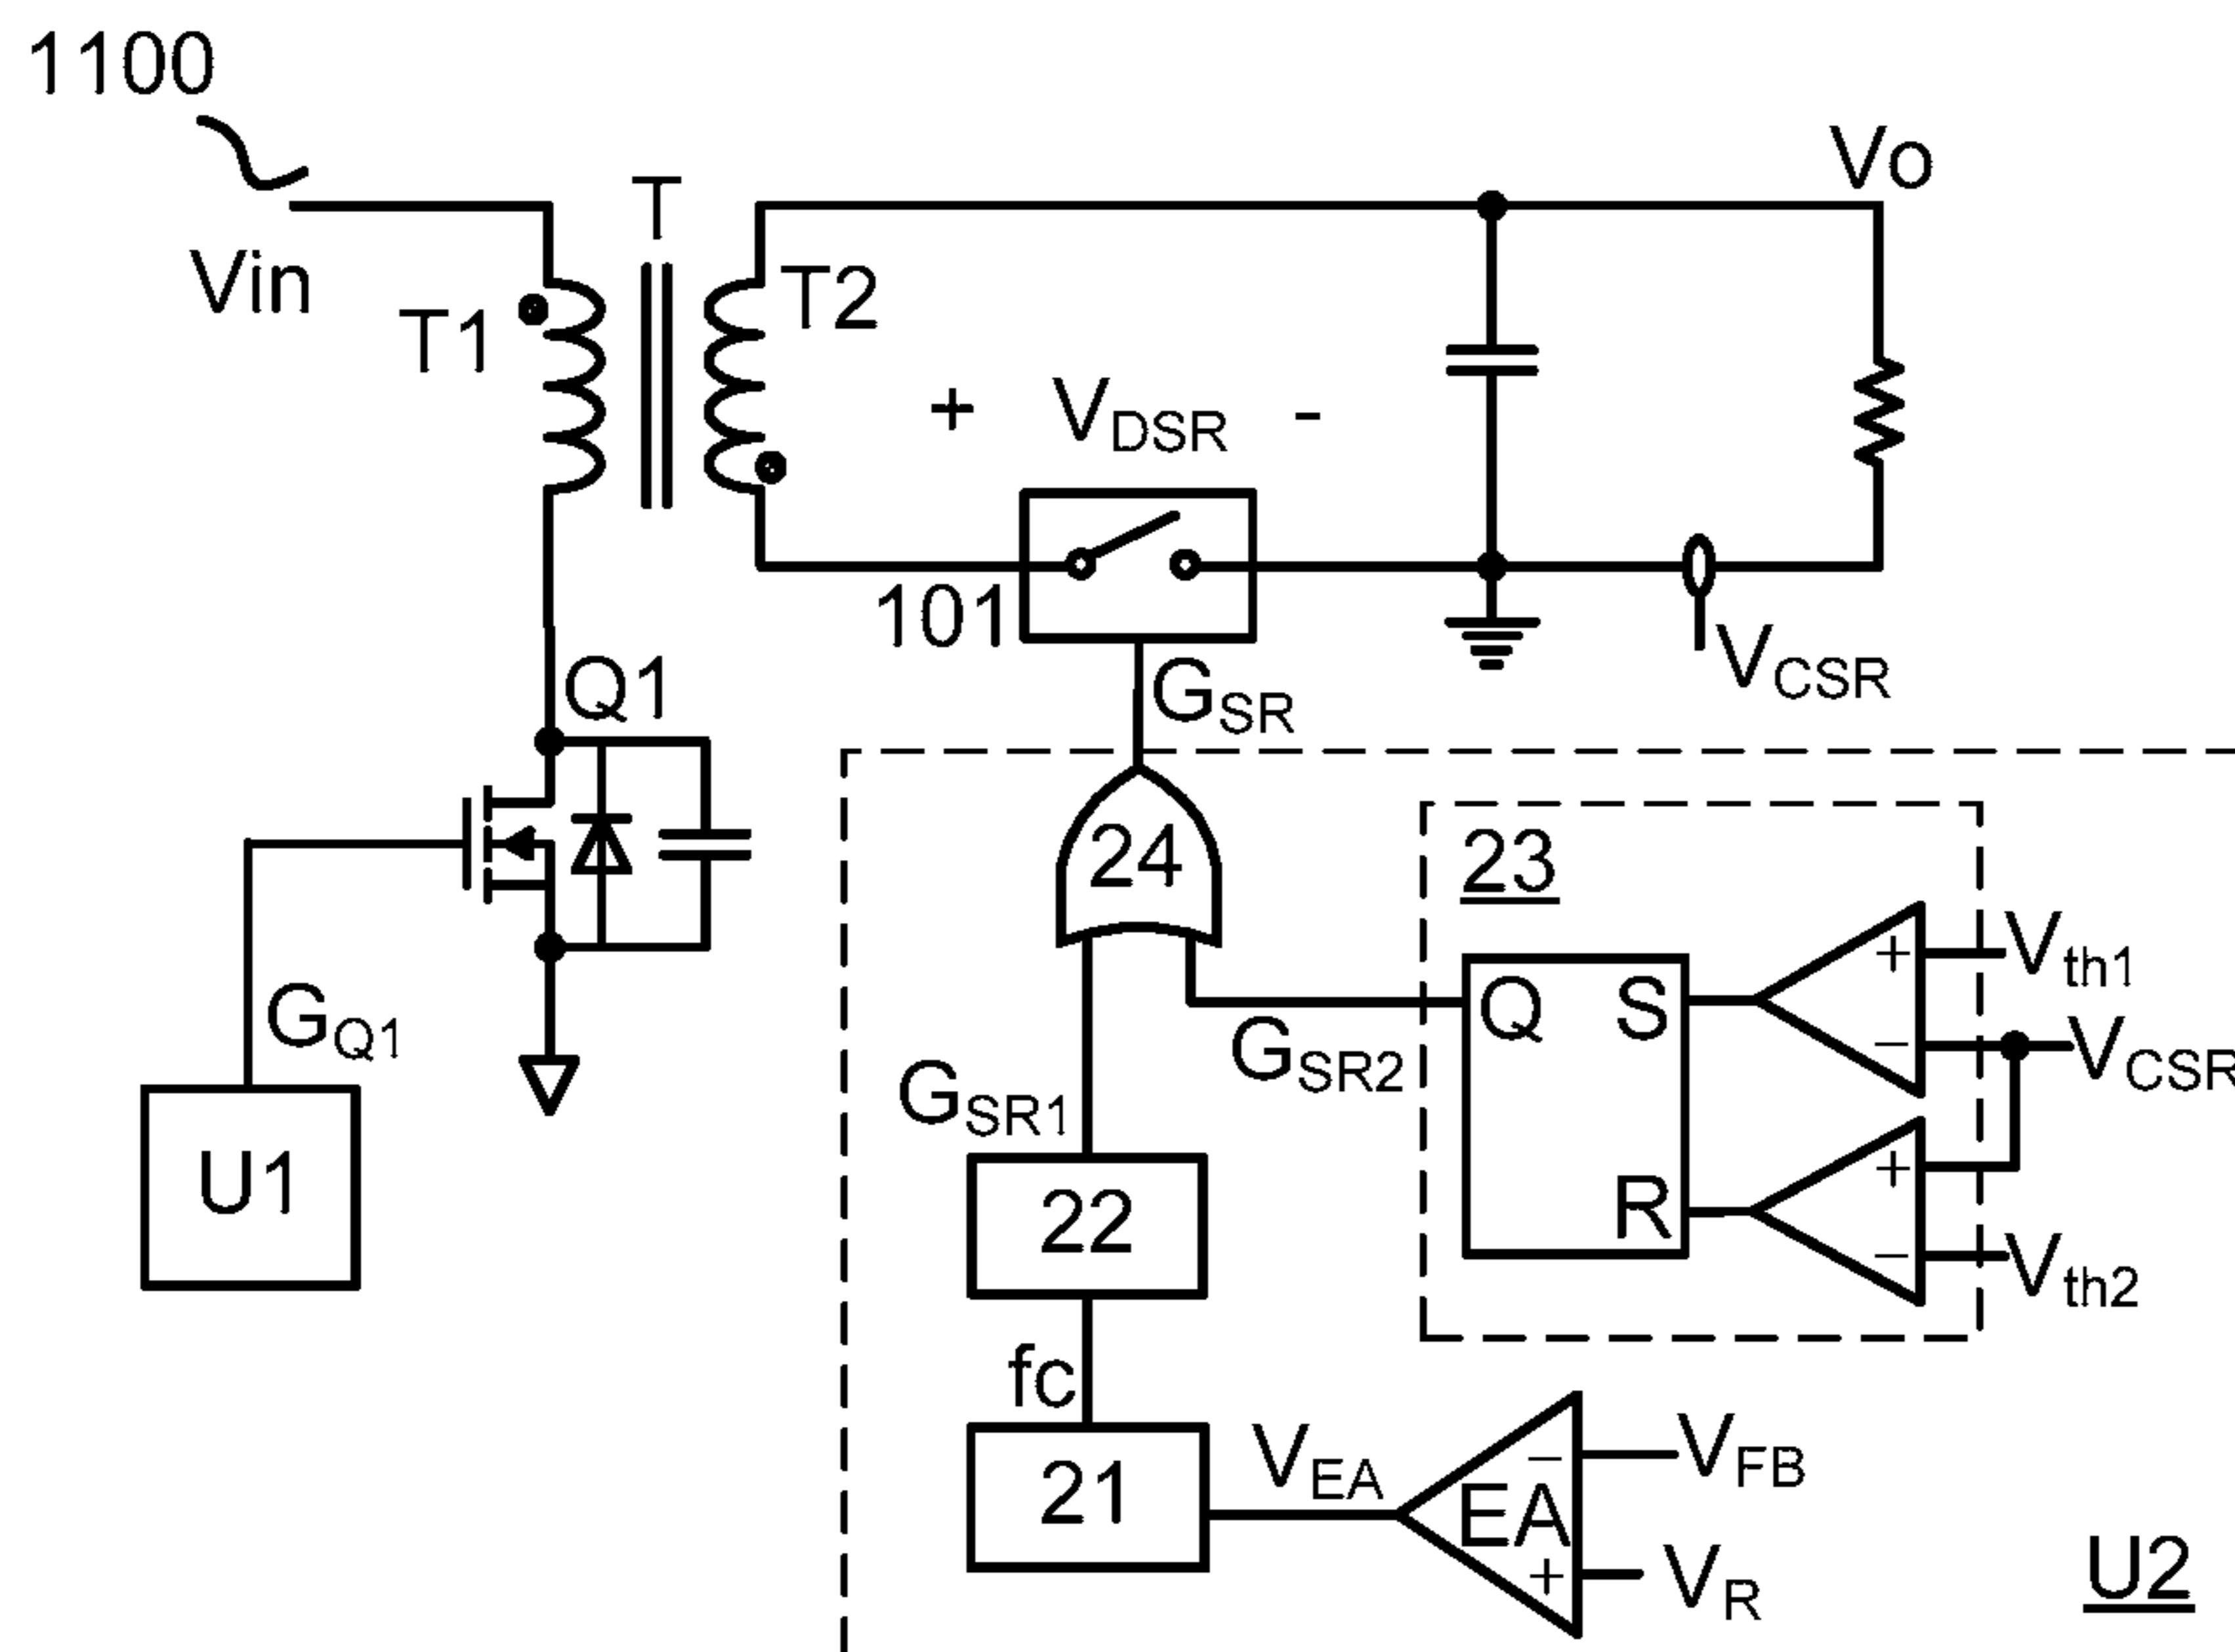 1100
Vin
T1
T
T2
Vo
+ VDSR -
101
GSR
VCSR
Q1
GQ1
U1
24
23
Q
S
R
+
−
+
−
Vth1
VCSR
Vth2
GSR2
GSR1
22
fc
21
VEA
EA
−
+
VFB
VR
U2